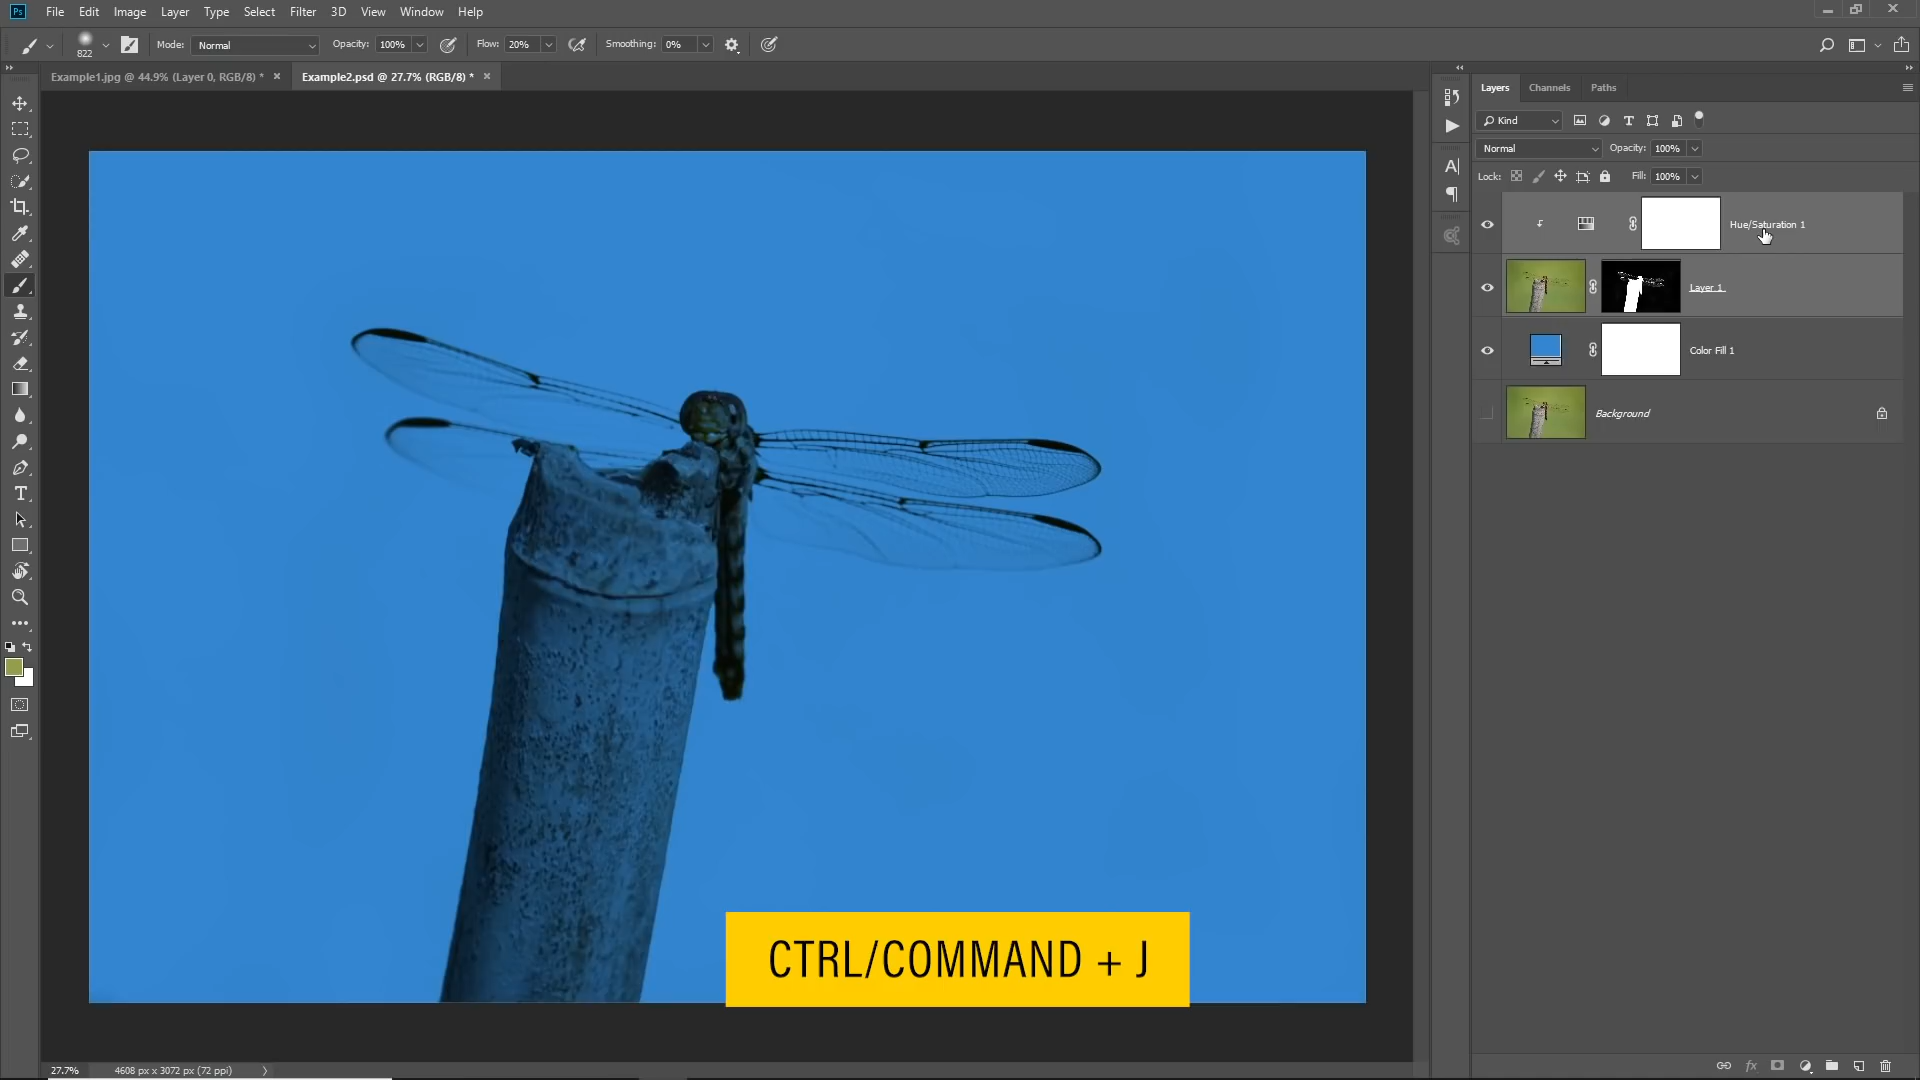 Ps File Edit Image Layer Type Select Filter 3D View Window Help
822 Mode: Normal Opacity: 100% Flow: 20% Smoothing: 0%
Example1.jpg @ 44.9% (Layer 0, RGB/8) * Example2.psd @ 27.7% (RGB/8) *
Layers Channels Paths
Kind
Normal Opacity: 100%
Lock: Fill: 100%
Hue/Saturation 1
Layer 1
Color Fill 1
Background
CTRL/COMMAND + J
27.7% 4608 px x 3072 px (72 ppi)